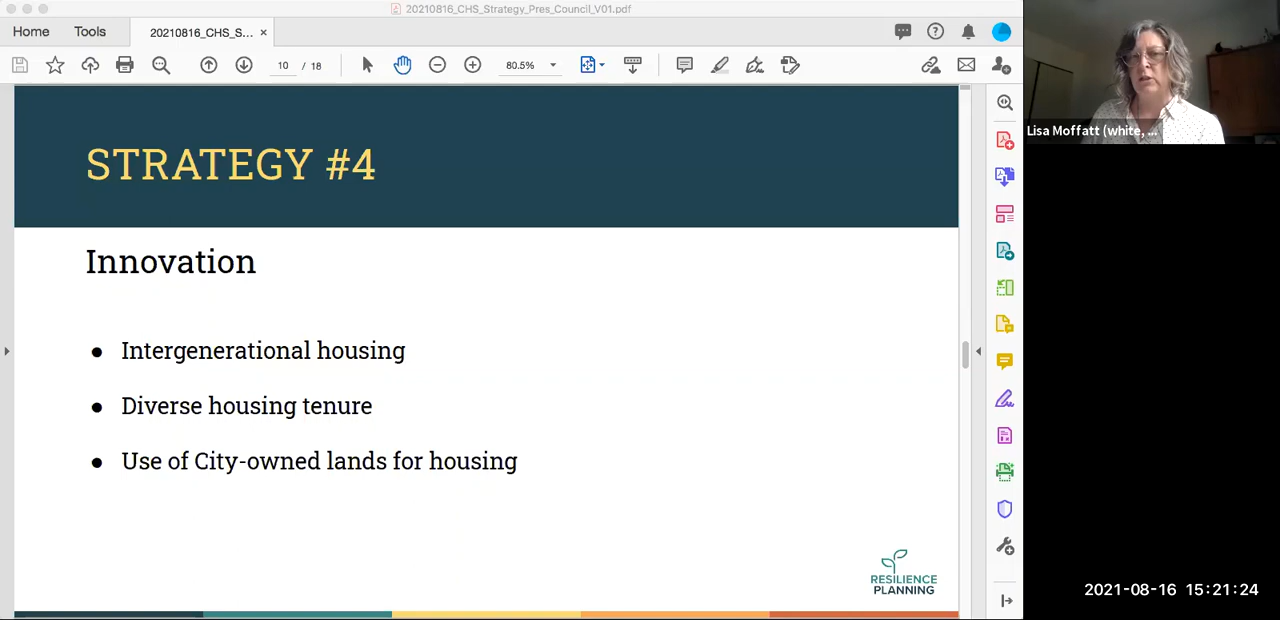 20210816_CHS_Strategy_Pres_Council_V01.pdf
Home
Tools
20210816_CHS_S...
10 / 18
80.5%
Lisa Moffatt (white, ...
STRATEGY #4
Innovation
● Intergenerational housing
● Diverse housing tenure
● Use of City-owned lands for housing
RESILIENCE
PLANNING
2021-08-16 15:21:24